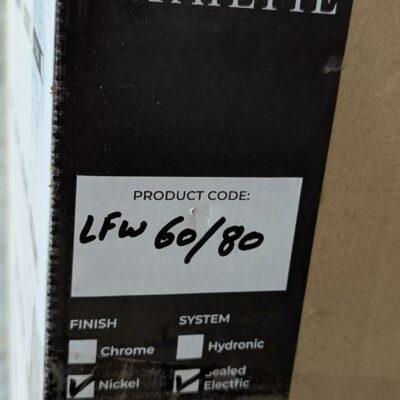 PRODUCT CODE:
LFW 60/80
FINISH SYSTEM
Chrome Hydronic
Nickel Sealed Electric